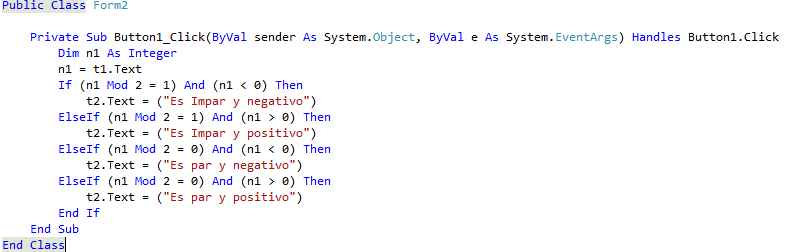 Public Class Form2
Private Sub Button1_Click(ByVal sender As System.Object, ByVal e As System.EventArgs) Handles Button1.Click
Dim n1 As Integer
n1 = t1.Text
If (n1 Mod 2 = 1) And (n1 < 0) Then
t2.Text = ("Es Impar y negativo")
ElseIf (n1 Mod 2 = 1) And (n1 > 0) Then
t2.Text = ("Es Impar y positivo")
ElseIf (n1 Mod 2 = 0) And (n1 < 0) Then
t2.Text = ("Es par y negativo")
ElseIf (n1 Mod 2 = 0) And (n1 > 0) Then
t2.Text = ("Es par y positivo")
End If
End Sub
End Class